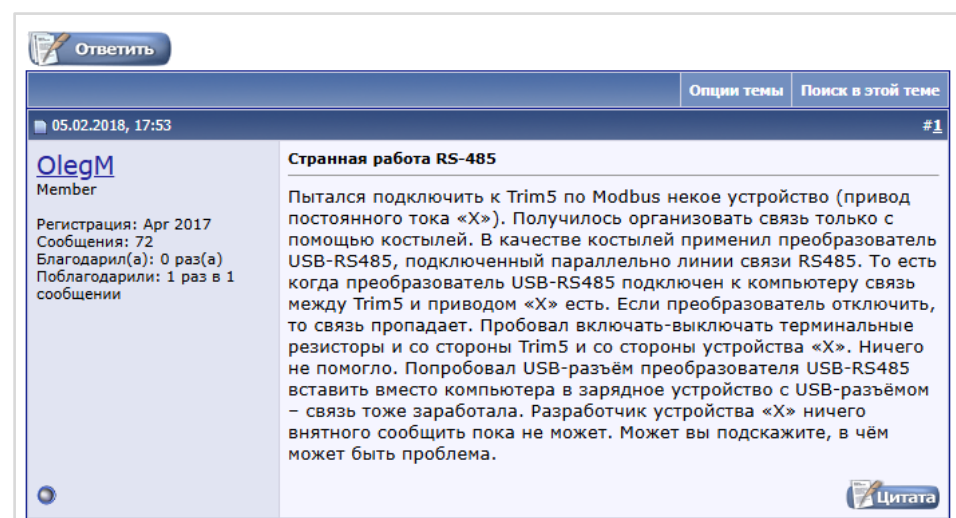 Ответить
Опции темы Поиск в этой теме
05.02.2018, 17:53 #1
OlegM
Member
Регистрация: Apr 2017
Сообщения: 72
Благодарил(а): 0 раз(а)
Поблагодарили: 1 раз в 1
сообщении
Странная работа RS-485
Пытался подключить к Trim5 по Modbus некое устройство (привод
постоянного тока «X»). Получилось организовать связь только с
помощью костылей. В качестве костылей применил преобразователь
USB-RS485, подключенный параллельно линии связи RS485. То есть
когда преобразователь USB-RS485 подключен к компьютеру связь
между Trim5 и приводом «X» есть. Если преобразователь отключить,
то связь пропадает. Пробовал включать-выключать терминальные
резисторы и со стороны Trim5 и со стороны устройства «X». Ничего
не помогло. Попробовал USB-разъём преобразователя USB-RS485
вставить вместо компьютера в зарядное устройство с USB-разъёмом
– связь тоже заработала. Разработчик устройства «X» ничего
внятного сообщить пока не может. Может вы подскажите, в чём
может быть проблема.
Цитата